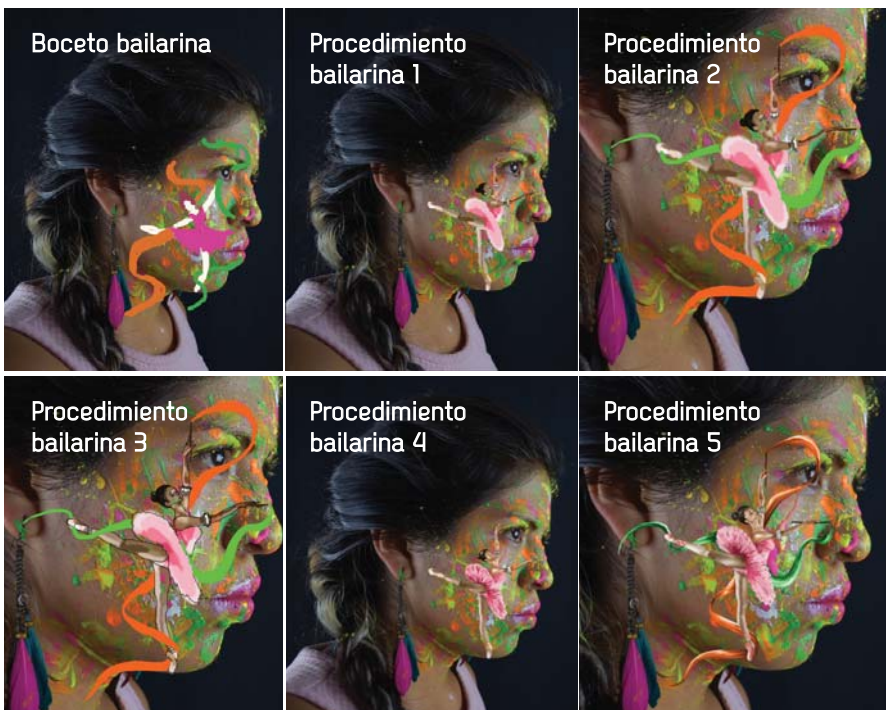 Boceto bailarina
Procedimiento
bailarina 1
Procedimiento
bailarina 2
Procedimiento
bailarina 3
Procedimiento
bailarina 4
Procedimiento
bailarina 5